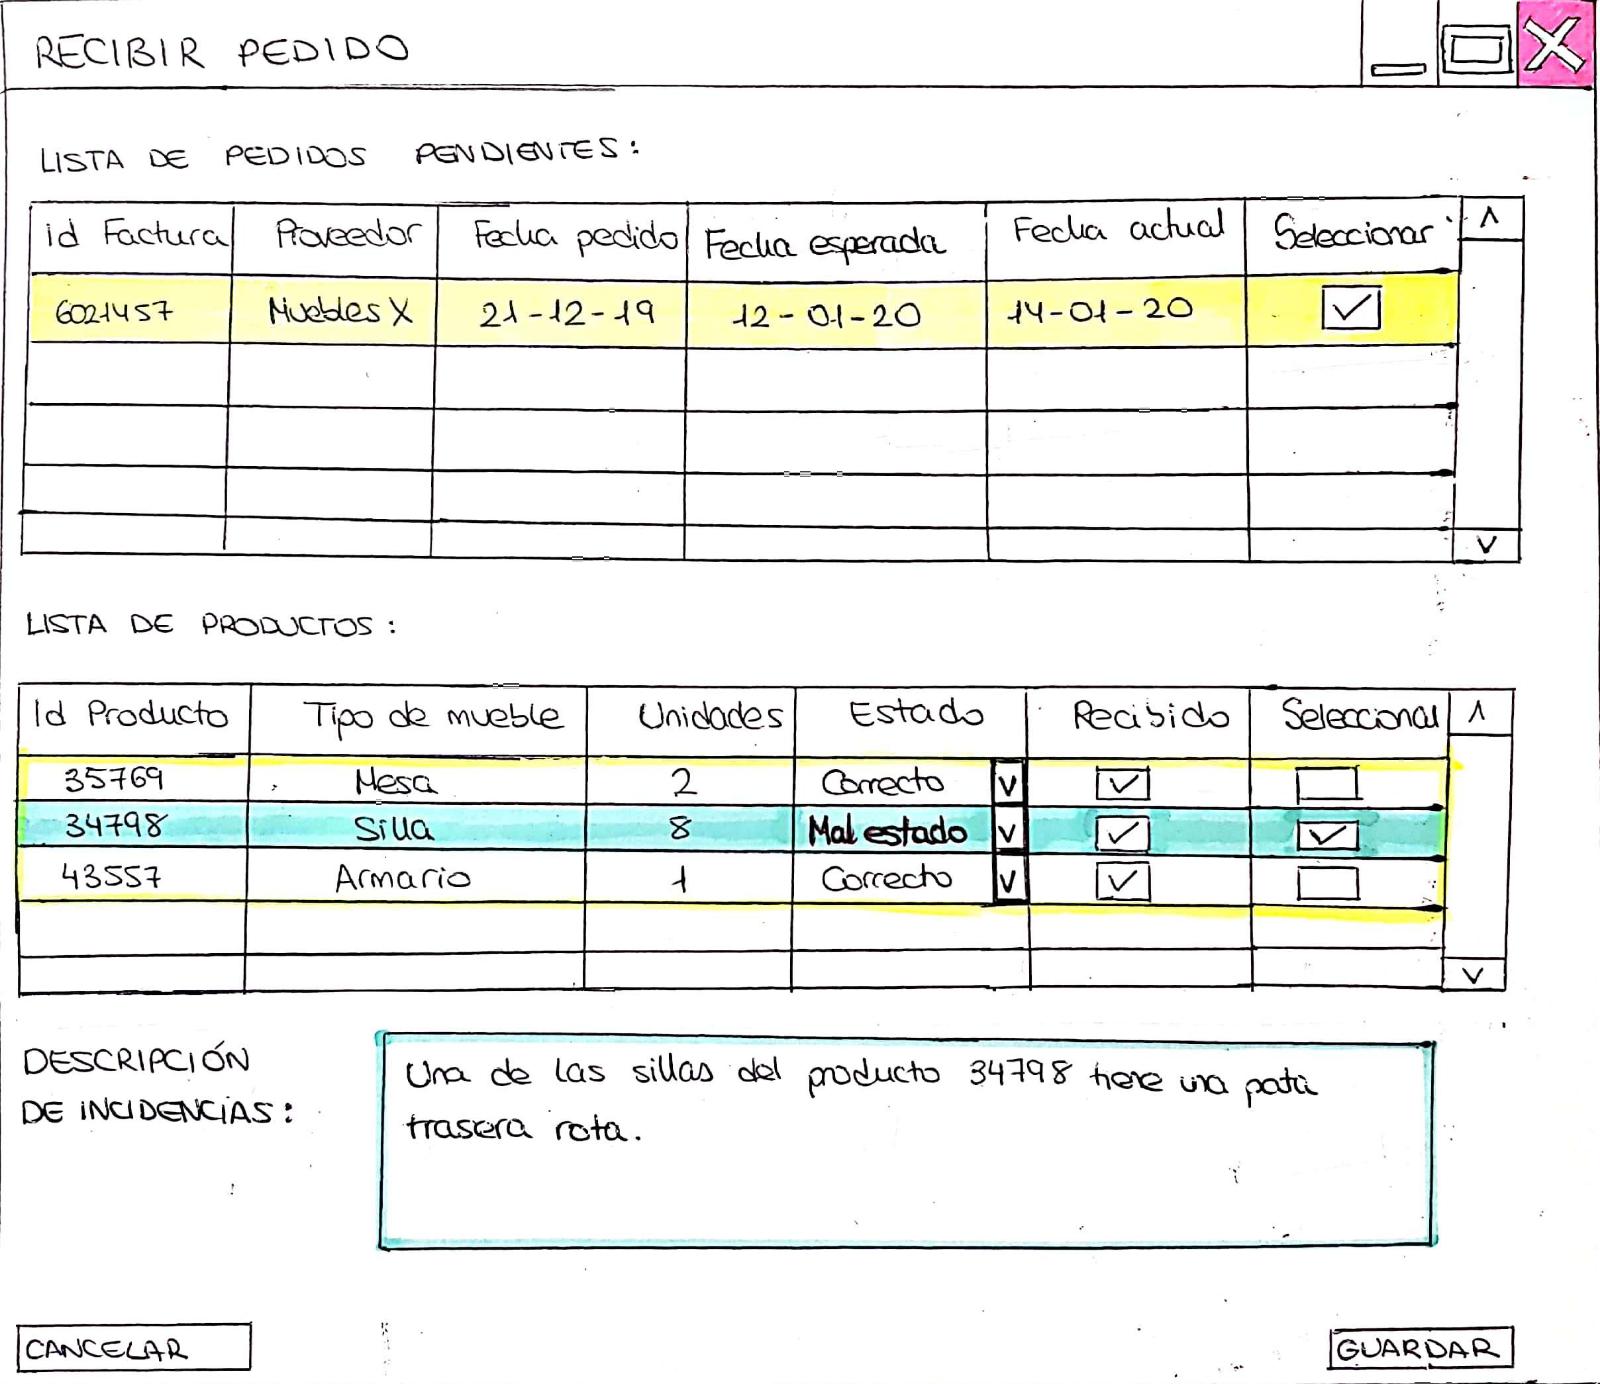 RECIBIR PEDIDO
LISTA DE PEDIDOS PENDIENTES:
id Factura Proveedor Fecha pedido Fecha esperada Fecha actual Seleccionar
6021457 Muebles X 21-12-19 12-01-20 14-01-20
LISTA DE PRODUCTOS:
Id Producto Tipo de mueble Unidades Estado Recibido Seleccionar
35769 Mesa 2 Correcto V
34798 Silla 8 Mal estado V
43557 Armario 1 Correcto V
DESCRIPCIÓN
DE INCIDENCIAS:
Una de las sillas del producto 34798 tiene una pata
trasera rota.
CANCELAR GUARDAR